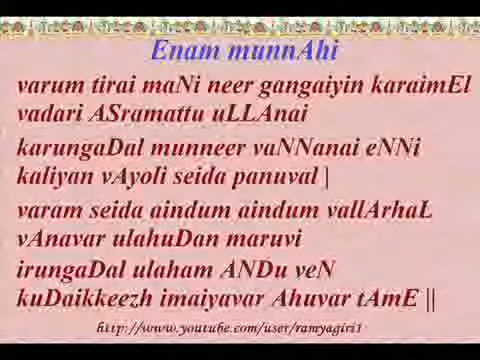 Enam munnAhi
varum tirai maNi neer gangaiyin karaimEl
vadari ASramattu uLLAnai
karungaDal munneer vaNNanai eNNi
kaliyan vAyoli seida panuval |
varam seida aindum aindum vallArhaL
vAnavar ulahuDan maruvi
irungaDal ulaham ANDu veN
kuDaikkeezh imaiyavar Ahuvar tAmE ||
http://www.youtube.com/user/ramyagiri1